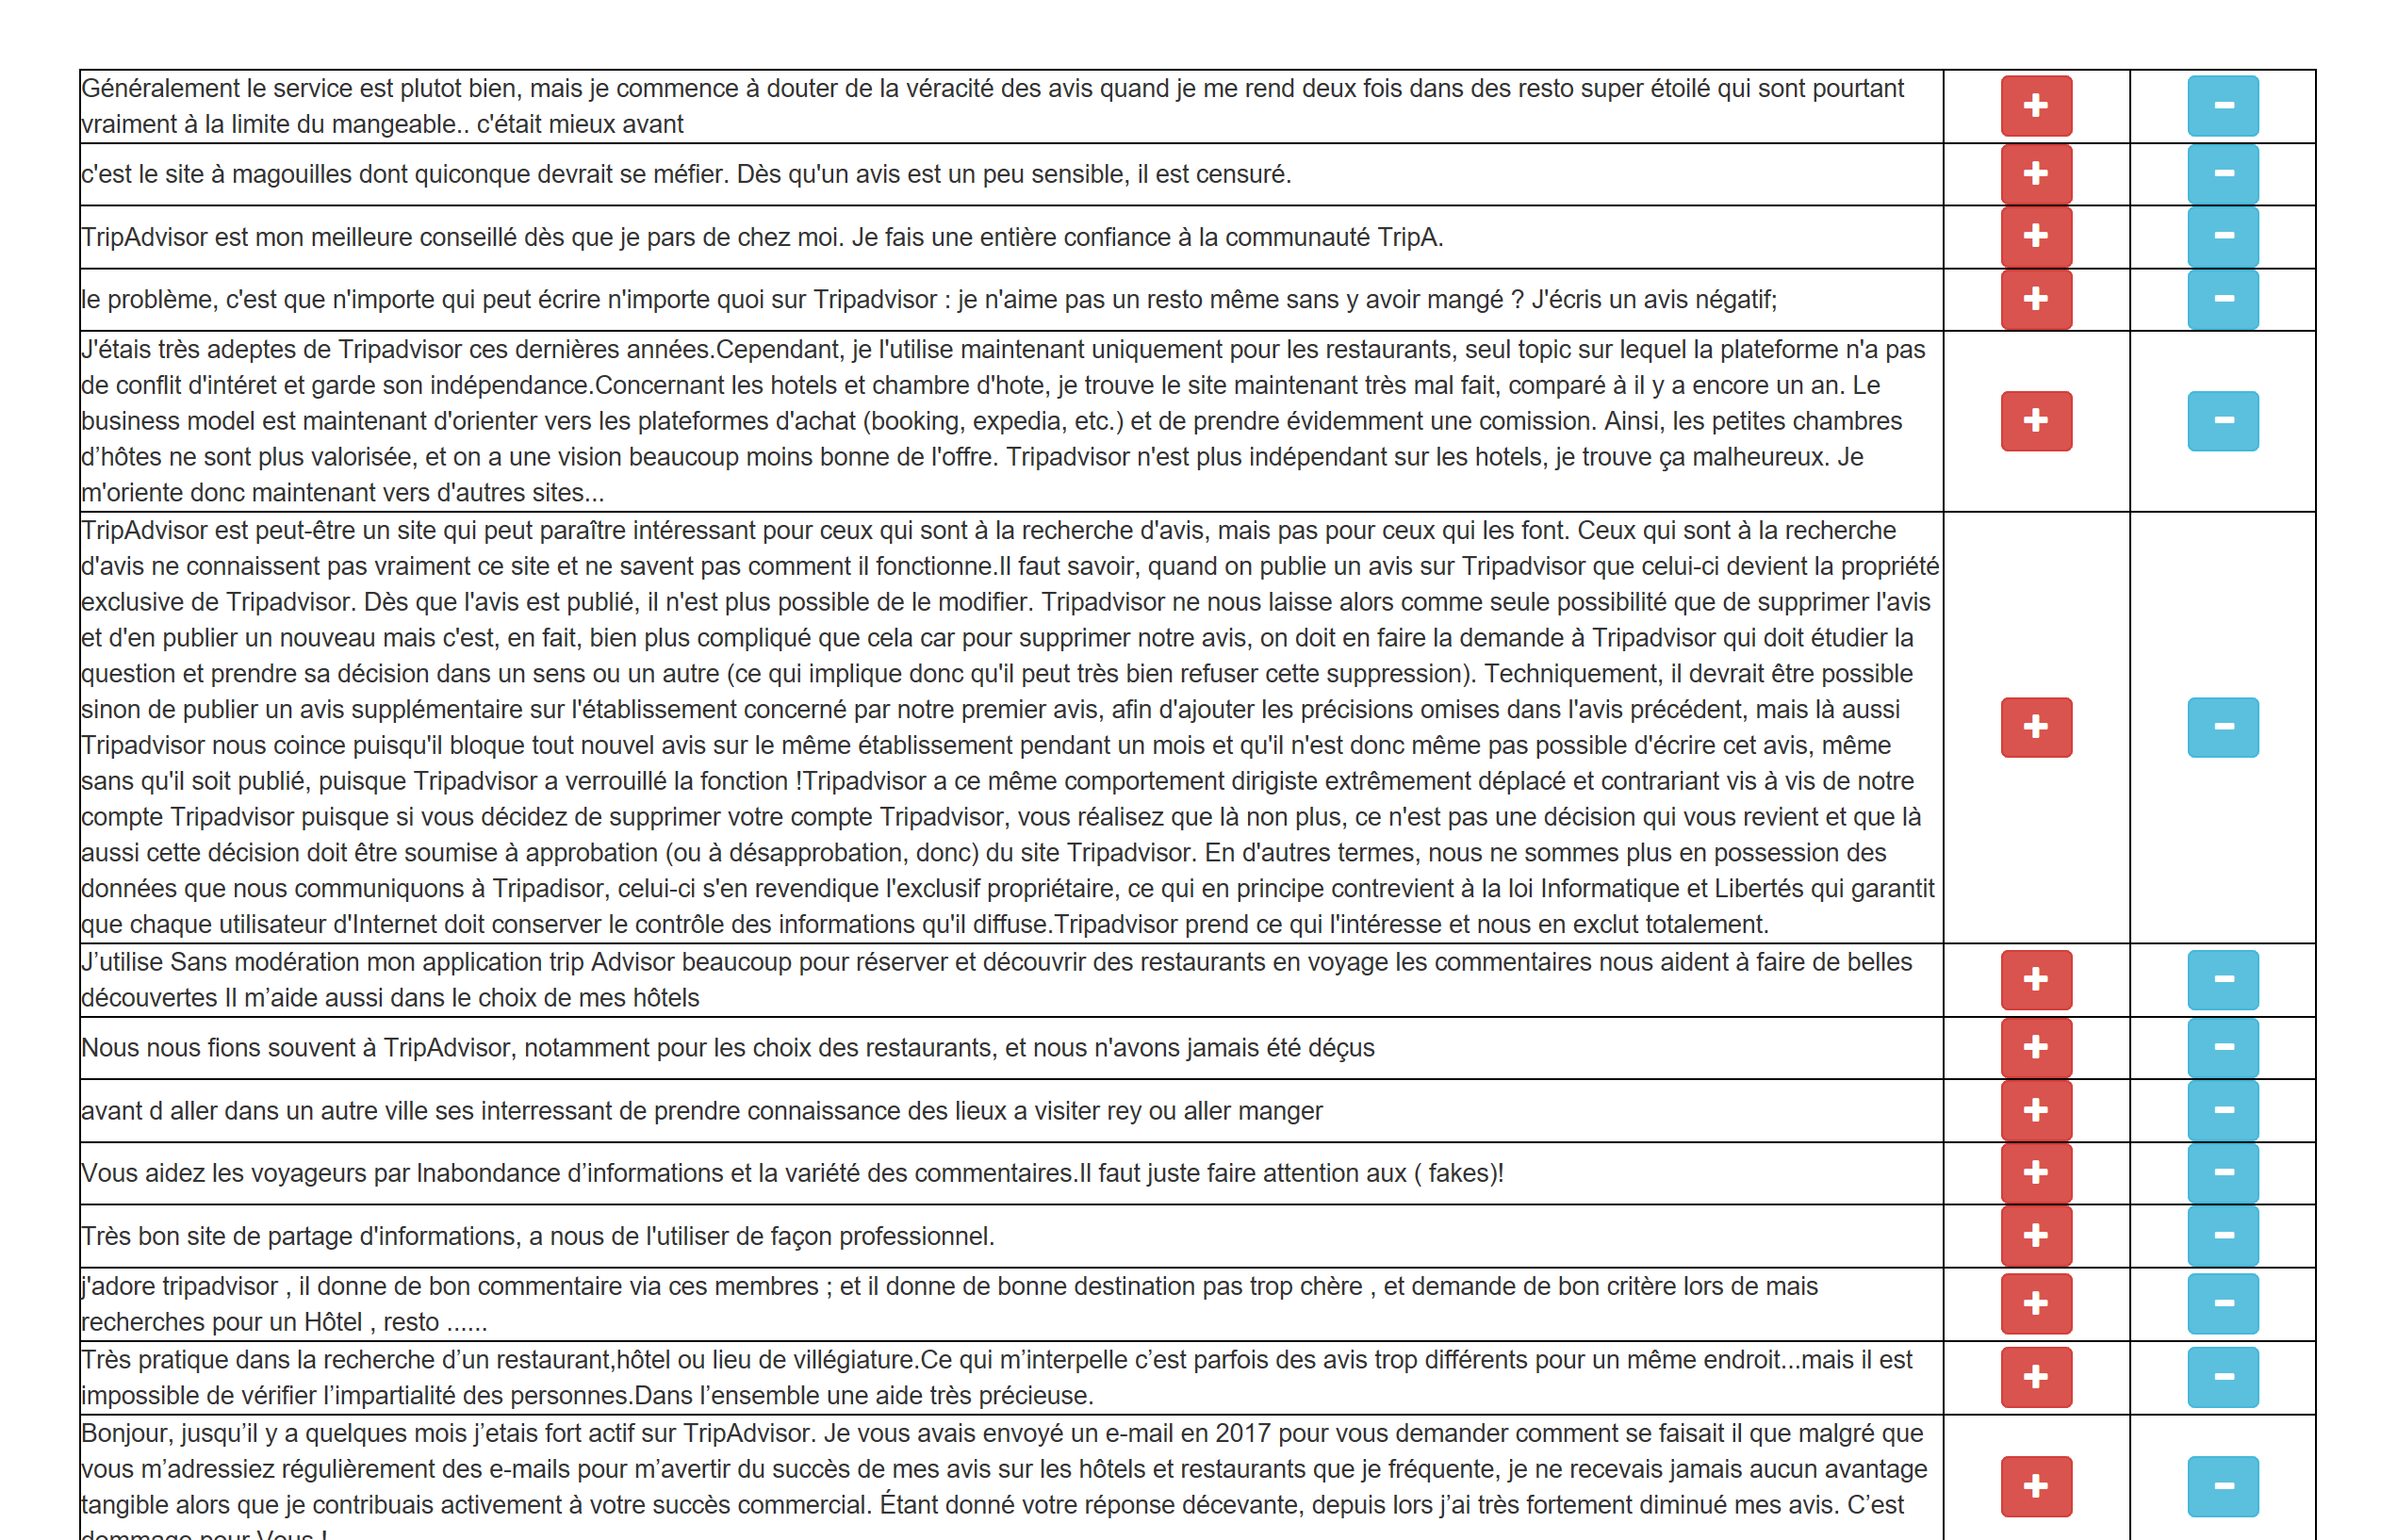 Généralement le service est plutot bien, mais je commence à douter de la véracité des avis quand je me rend deux fois dans des resto super étoilé qui sont pourtant
vraiment à la limite du mangeable.. c'était mieux avant
c'est le site à magouilles dont quiconque devrait se méfier. Dès qu'un avis est un peu sensible, il est censuré.
TripAdvisor est mon meilleure conseillé dès que je pars de chez moi. Je fais une entière confiance à la communauté TripA.
le problème, c'est que n'importe qui peut écrire n'importe quoi sur Tripadvisor : je n'aime pas un resto même sans y avoir mangé ? J'écris un avis négatif;
J'étais très adeptes de Tripadvisor ces dernières années.Cependant, je l'utilise maintenant uniquement pour les restaurants, seul topic sur lequel la plateforme n'a pas
de conflit d'intéret et garde son indépendance.Concernant les hotels et chambre d'hote, je trouve le site maintenant très mal fait, comparé à il y a encore un an. Le
business model est maintenant d'orienter vers les plateformes d'achat (booking, expedia, etc.) et de prendre évidemment une comission. Ainsi, les petites chambres
d’hôtes ne sont plus valorisée, et on a une vision beaucoup moins bonne de l'offre. Tripadvisor n'est plus indépendant sur les hotels, je trouve ça malheureux. Je
m'oriente donc maintenant vers d'autres sites...
TripAdvisor est peut-être un site qui peut paraître intéressant pour ceux qui sont à la recherche d'avis, mais pas pour ceux qui les font. Ceux qui sont à la recherche
d'avis ne connaissent pas vraiment ce site et ne savent pas comment il fonctionne.Il faut savoir, quand on publie un avis sur Tripadvisor que celui-ci devient la propriété
exclusive de Tripadvisor. Dès que l'avis est publié, il n'est plus possible de le modifier. Tripadvisor ne nous laisse alors comme seule possibilité que de supprimer l'avis
et d'en publier un nouveau mais c'est, en fait, bien plus compliqué que cela car pour supprimer notre avis, on doit en faire la demande à Tripadvisor qui doit étudier la
question et prendre sa décision dans un sens ou un autre (ce qui implique donc qu'il peut très bien refuser cette suppression). Techniquement, il devrait être possible
sinon de publier un avis supplémentaire sur l'établissement concerné par notre premier avis, afin d'ajouter les précisions omises dans l'avis précédent, mais là aussi
Tripadvisor nous coince puisqu'il bloque tout nouvel avis sur le même établissement pendant un mois et qu'il n'est donc même pas possible d'écrire cet avis, même
sans qu'il soit publié, puisque Tripadvisor a verrouillé la fonction !Tripadvisor a ce même comportement dirigiste extrêmement déplacé et contrariant vis à vis de notre
compte Tripadvisor puisque si vous décidez de supprimer votre compte Tripadvisor, vous réalisez que là non plus, ce n'est pas une décision qui vous revient et que là
aussi cette décision doit être soumise à approbation (ou à désapprobation, donc) du site Tripadvisor. En d'autres termes, nous ne sommes plus en possession des
données que nous communiquons à Tripadisor, celui-ci s'en revendique l'exclusif propriétaire, ce qui en principe contrevient à la loi Informatique et Libertés qui garantit
que chaque utilisateur d'Internet doit conserver le contrôle des informations qu'il diffuse.Tripadvisor prend ce qui l'intéresse et nous en exclut totalement.
J’utilise Sans modération mon application trip Advisor beaucoup pour réserver et découvrir des restaurants en voyage les commentaires nous aident à faire de belles
découvertes Il m’aide aussi dans le choix de mes hôtels
Nous nous fions souvent à TripAdvisor, notamment pour les choix des restaurants, et nous n'avons jamais été déçus
avant d aller dans un autre ville ses interressant de prendre connaissance des lieux a visiter rey ou aller manger
Vous aidez les voyageurs par lnabondance d’informations et la variété des commentaires.Il faut juste faire attention aux ( fakes)!
Très bon site de partage d'informations, a nous de l'utiliser de façon professionnel.
j'adore tripadvisor , il donne de bon commentaire via ces membres ; et il donne de bonne destination pas trop chère , et demande de bon critère lors de mais
recherches pour un Hôtel , resto ......
Très pratique dans la recherche d’un restaurant,hôtel ou lieu de villégiature.Ce qui m’interpelle c’est parfois des avis trop différents pour un même endroit...mais il est
impossible de vérifier l’impartialité des personnes.Dans l’ensemble une aide très précieuse.
Bonjour, jusqu’il y a quelques mois j’etais fort actif sur TripAdvisor. Je vous avais envoyé un e-mail en 2017 pour vous demander comment se faisait il que malgré que
vous m’adressiez régulièrement des e-mails pour m’avertir du succès de mes avis sur les hôtels et restaurants que je fréquente, je ne recevais jamais aucun avantage
tangible alors que je contribuais activement à votre succès commercial. Étant donné votre réponse décevante, depuis lors j’ai très fortement diminué mes avis. C’est
dommage pour Vous !